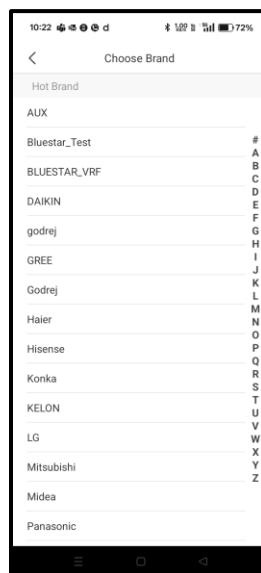 10:22
d
72%
Choose Brand
Hot Brand
AUX
Bluestar_Test
BLUESTAR_VRF
DAIKIN
godrej
GREE
Godrej
Haier
Hisense
Konka
KELON
LG
Mitsubishi
Midea
Panasonic
#
A
B
C
D
E
F
G
H
I
J
K
L
M
N
O
P
Q
R
S
T
U
V
W
X
Y
Z